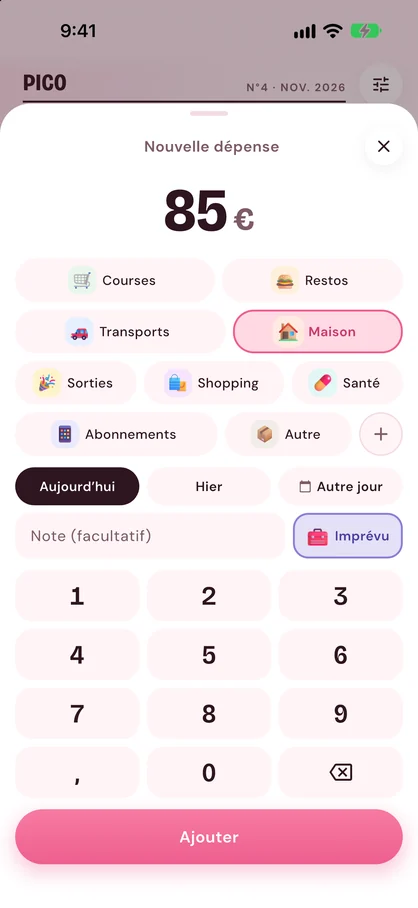 9:41
PICO
N°4 · NOV. 2026
Nouvelle dépense
85 €
Courses
Restos
Transports
Maison
Sorties
Shopping
Santé
Abonnements
Autre
Aujourd’hui
Hier
Autre jour
Note (facultatif)
Imprévu
1 2 3
4 5 6
7 8 9
, 0
Ajouter